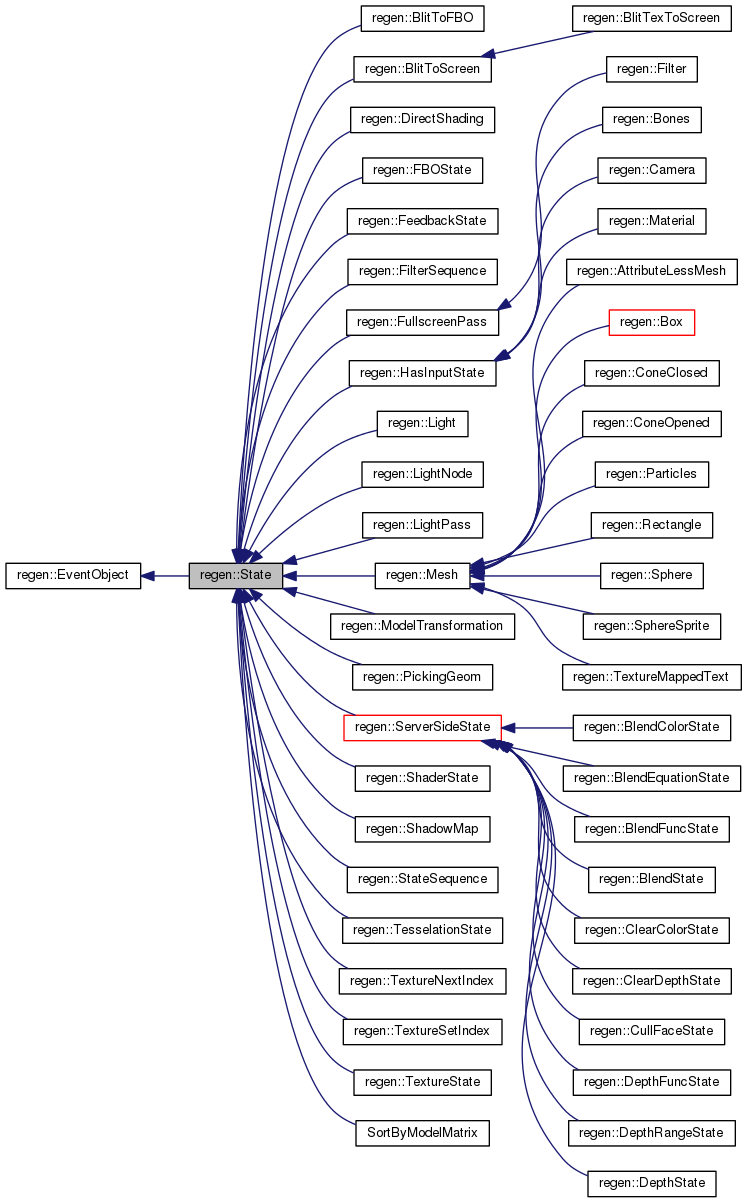 regen::BlitToFBO
regen::BlitTexToScreen
regen::BlitToScreen
regen::Filter
regen::DirectShading
regen::Bones
regen::FBOState
regen::Camera
regen::FeedbackState
regen::Material
regen::FilterSequence
regen::AttributeLessMesh
regen::FullscreenPass
regen::Box
regen::HasInputState
regen::ConeClosed
regen::Light
regen::ConeOpened
regen::LightNode
regen::Particles
regen::LightPass
regen::Rectangle
regen::EventObject
regen::State
regen::Mesh
regen::Sphere
regen::ModelTransformation
regen::SphereSprite
regen::PickingGeom
regen::TextureMappedText
regen::ServerSideState
regen::BlendColorState
regen::ShaderState
regen::BlendEquationState
regen::ShadowMap
regen::BlendFuncState
regen::StateSequence
regen::BlendState
regen::TesselationState
regen::ClearColorState
regen::TextureNextIndex
regen::ClearDepthState
regen::TextureSetIndex
regen::CullFaceState
regen::TextureState
regen::DepthFuncState
SortByModelMatrix
regen::DepthRangeState
regen::DepthState